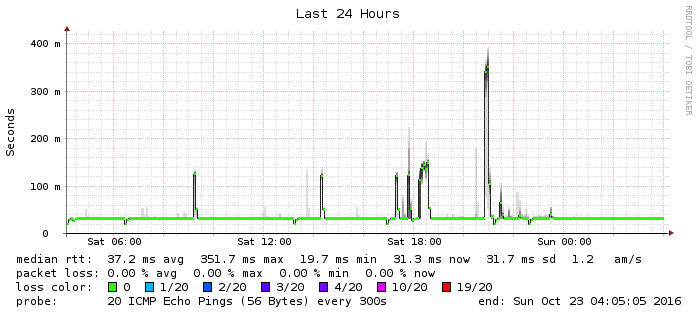 Last 24 Hours
RRDTOOL / TOBI OETIKER
Seconds
400 m
300 m
200 m
100 m
0
Sat 06:00 Sat 12:00 Sat 18:00 Sun 00:00
median rtt: 37.2 ms avg 351.7 ms max 19.7 ms min 31.3 ms now 31.7 ms sd 1.2 am/s
packet loss: 0.00 % avg 0.00 % max 0.00 % min 0.00 % now
loss color: 0 1/20 2/20 3/20 4/20 10/20 19/20
probe: 20 ICMP Echo Pings (56 Bytes) every 300s end: Sun Oct 23 04:05:05 2016